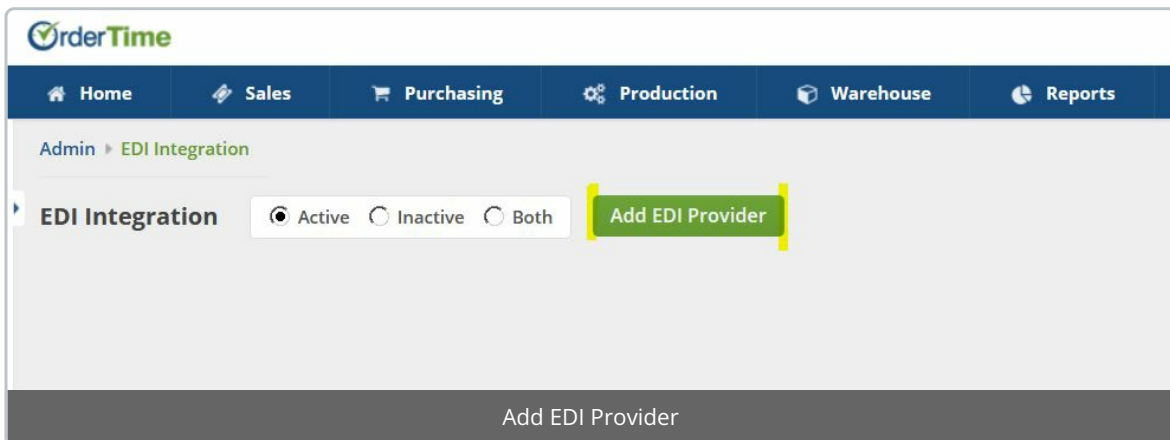 OrderTime
Home Sales Purchasing Production Warehouse Reports
Admin EDI Integration
EDI Integration Active Inactive Both Add EDI Provider
Add EDI Provider